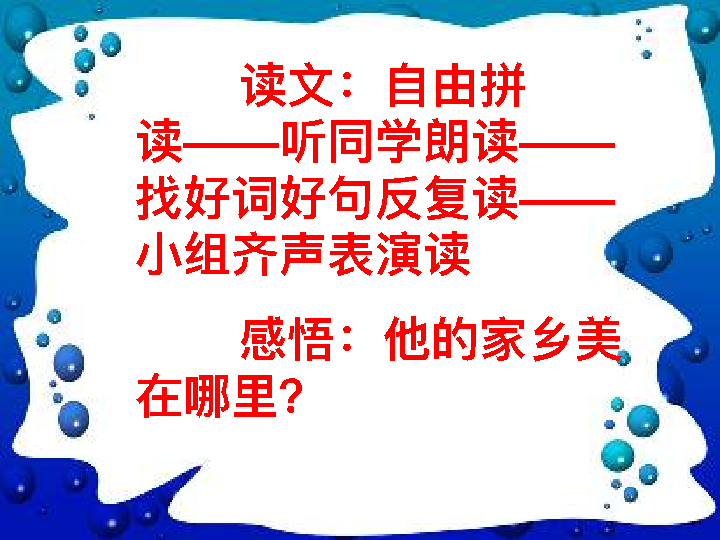 读文：自由拼
读——听同学朗读——
找好词好句反复读——
小组齐声表演读
感悟：他的家乡美
在哪里?